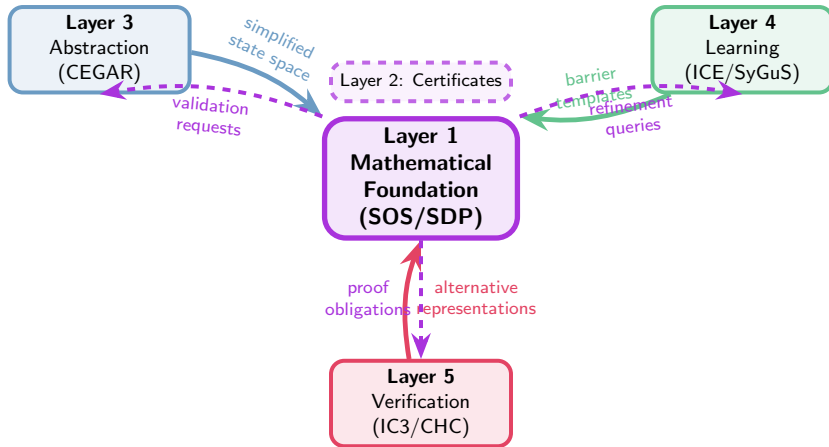 Layer 3
Abstraction
(CEGAR)
simplified
state space
validation
requests
Layer 2: Certificates
Layer 4
Learning
(ICE/SyGuS)
barrier
templates
refinement
queries
Layer 1
Mathematical
Foundation
(SOS/SDP)
proof
obligations
alternative
representations
Layer 5
Verification
(IC3/CHC)